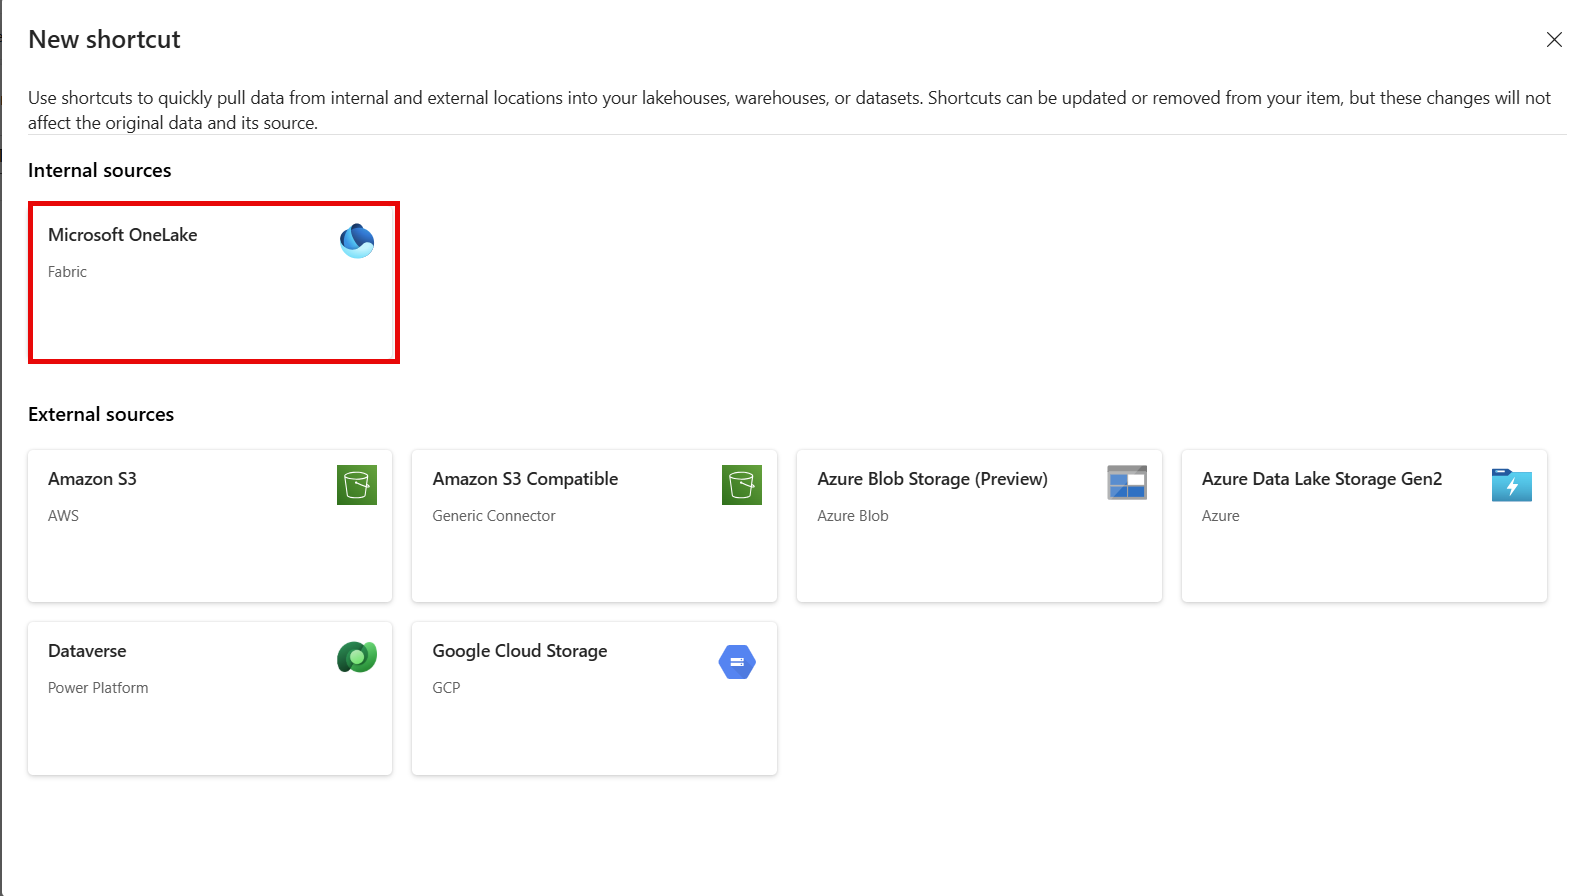 New shortcut
Use shortcuts to quickly pull data from internal and external locations into your lakehouses, warehouses, or datasets. Shortcuts can be updated or removed from your item, but these changes will not
affect the original data and its source.
Internal sources
Microsoft OneLake
Fabric
External sources
Amazon S3
AWS
Amazon S3 Compatible
Generic Connector
Azure Blob Storage (Preview)
Azure Blob
Azure Data Lake Storage Gen2
Azure
Dataverse
Power Platform
Google Cloud Storage
GCP